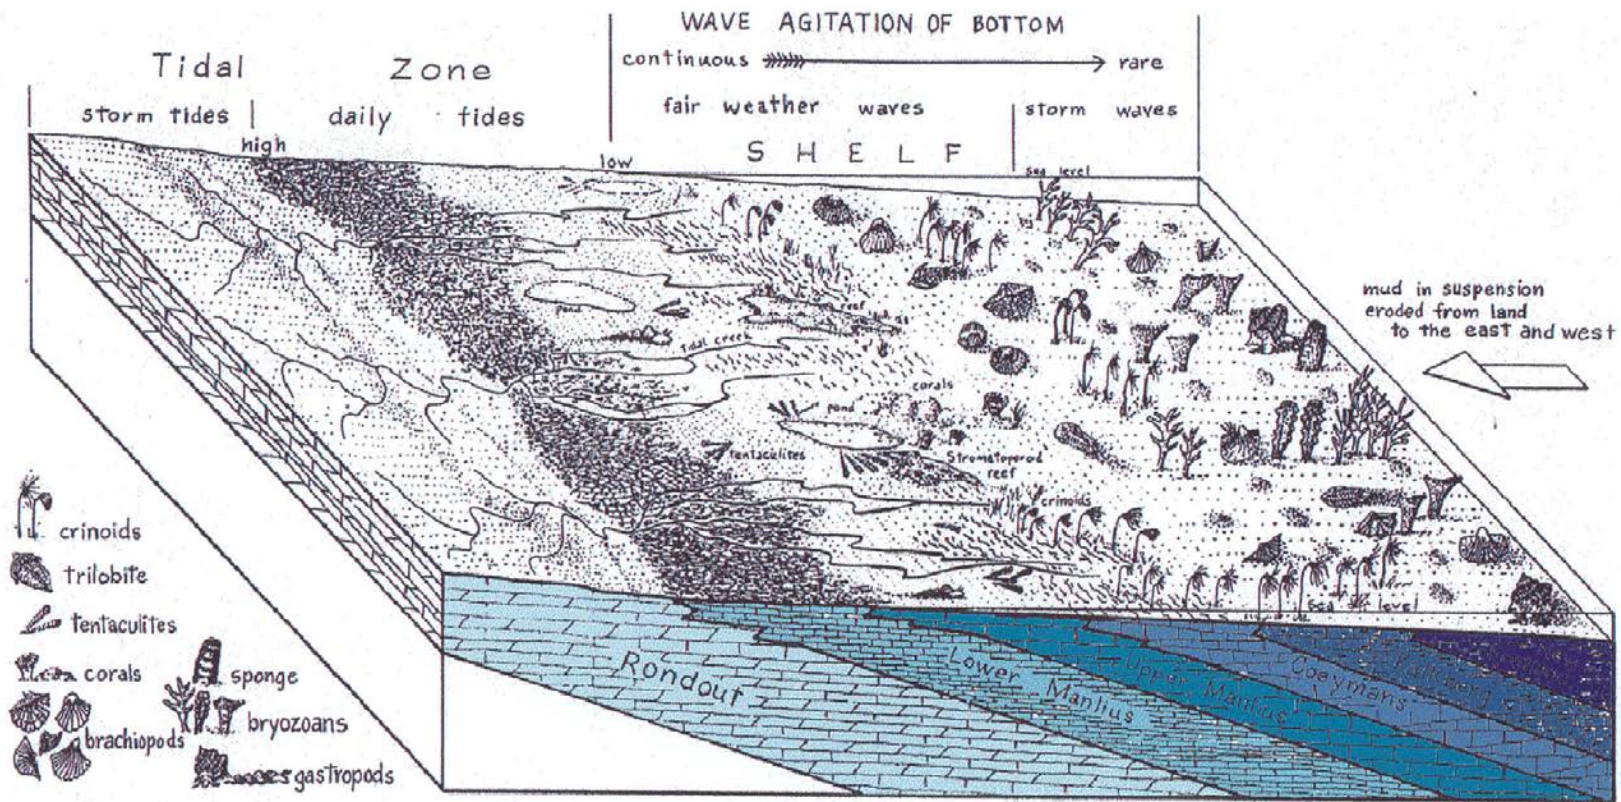 WAVE AGITATION OF BOTTOM
continuous → rare
Tidal Zone
storm tides daily tides
fair weather waves storm waves
high
low
SHELF
sea level
mud in suspension
eroded from land
to the east and west
reef
pond
tidal creek
corals
pond
tentaculites
Stromatoporoid
reef
crinoids
Sea level
crinoids
trilobite
tentaculites
corals
sponge
bryozoans
brachiopods
gastropods
Rondout
Lower Manlius
Upper Manlius
Coeymans